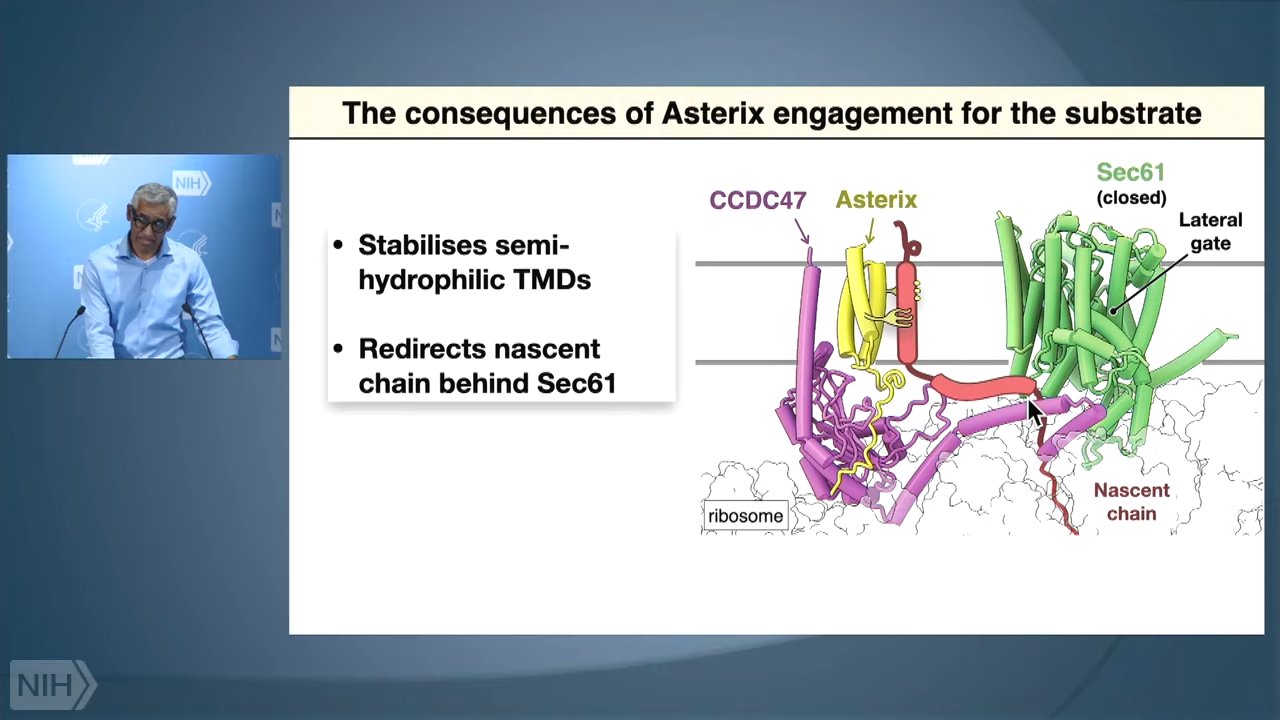 The consequences of Asterix engagement for the substrate
NIH
• Stabilises semi-
hydrophilic TMDs
• Redirects nascent
chain behind Sec61
CCDC47
Asterix
Sec61
(closed)
Lateral
gate
ribosome
Nascent
chain
NIH